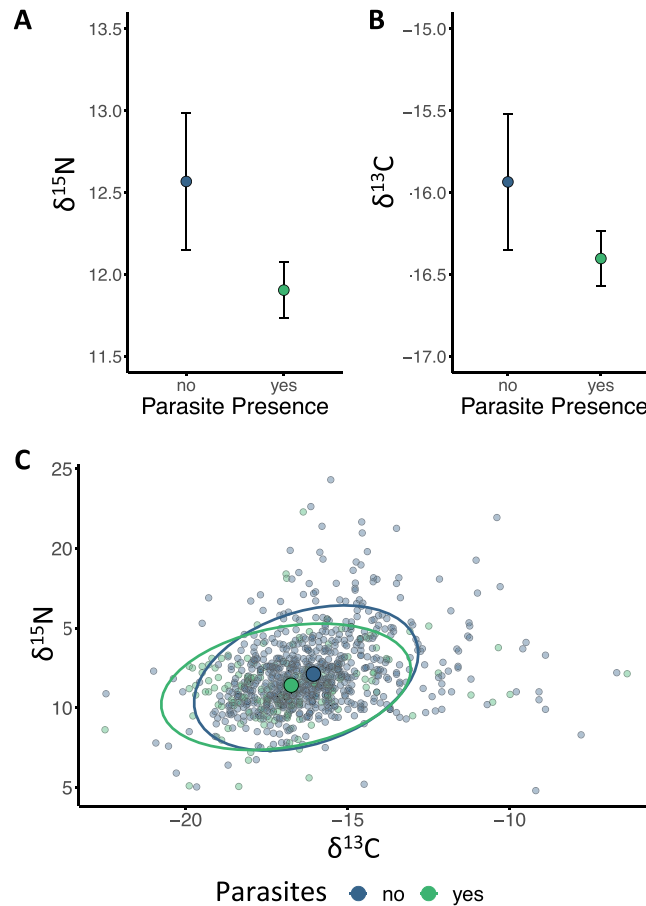 A
13.5
13.0
12.5
12.0
11.5
δ¹⁵N
no yes
Parasite Presence
B
−15.0
−15.5
·16.0
-16.5
−17.0
δ¹³C
no yes
Parasite Presence
C
25
20
5
10
5
δ¹⁵N
−20 −15 −10
δ¹³C
Parasites no yes